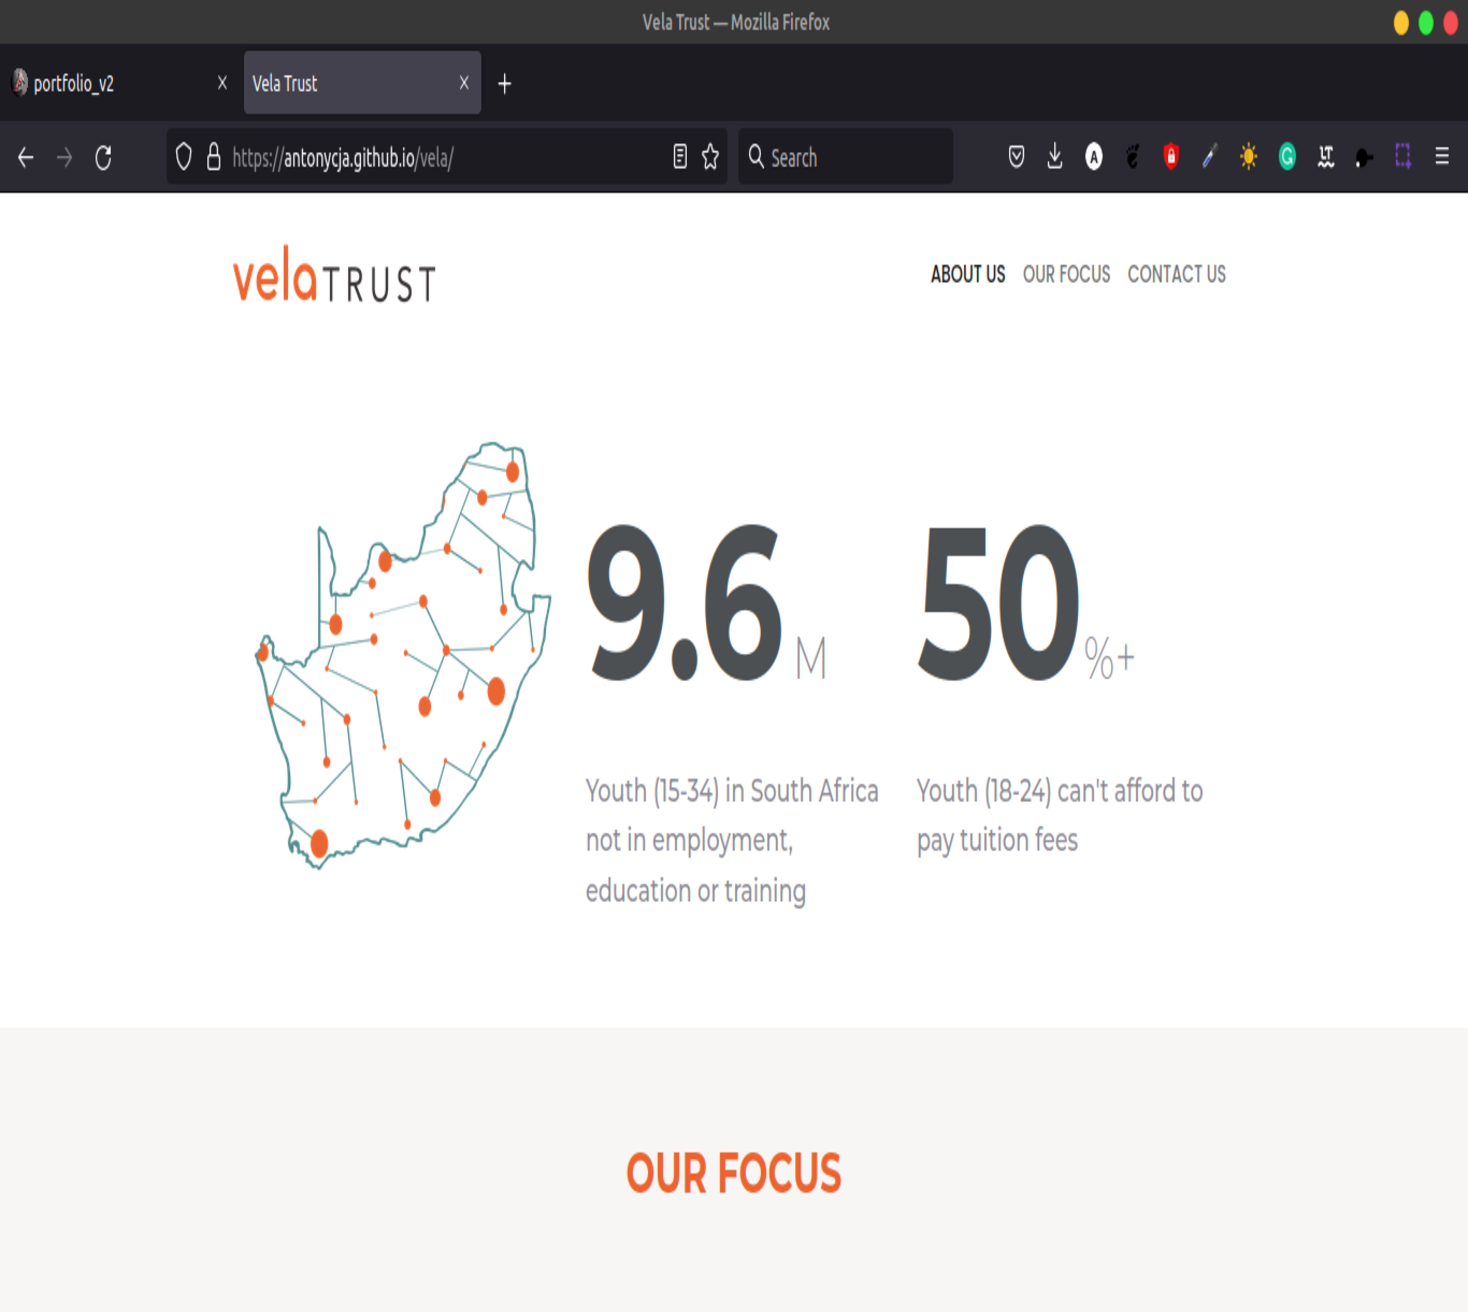 Vela Trust — Mozilla Firefox
portfolio_v2
Vela Trust
https://antonycja.github.io/vela/
Search
vela TRUST
ABOUT US OUR FOCUS CONTACT US
9.6 M
50 %+
Youth (15-34) in South Africa
not in employment,
education or training
Youth (18-24) can't afford to
pay tuition fees
OUR FOCUS